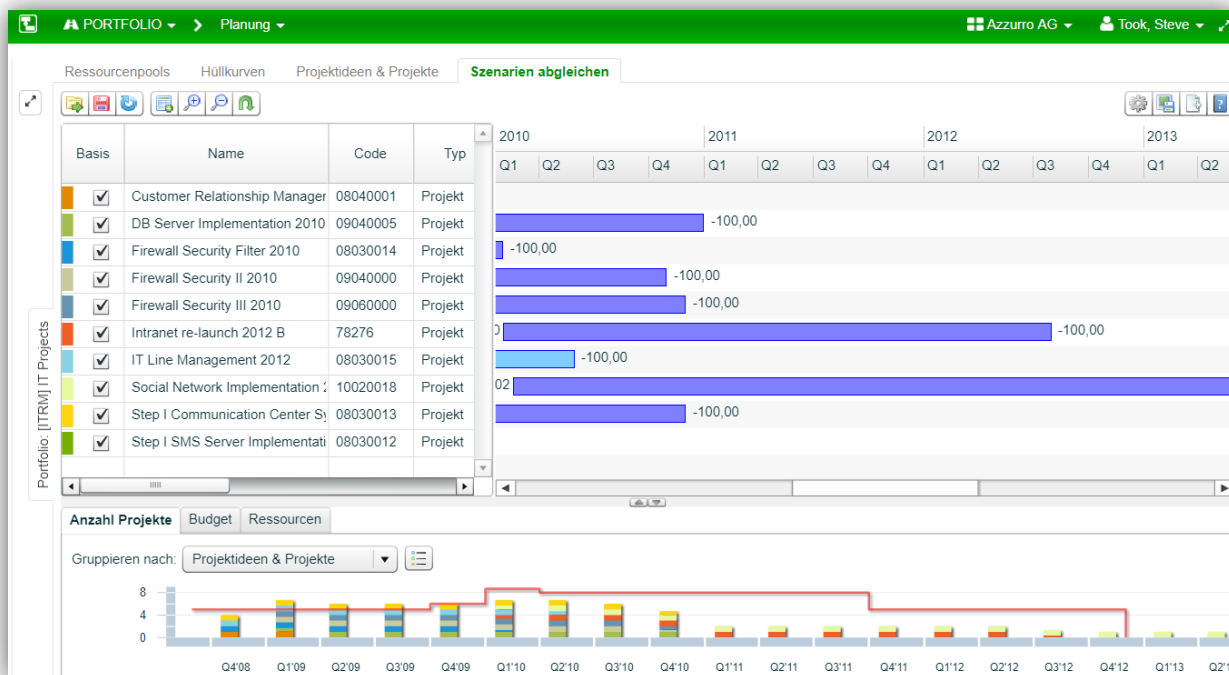 PORTFOLIO Planung Azzurro AG Took, Steve
Ressourcenpools Hüllkurven Projektideen & Projekte Szenarien abgleichen
Portfolio: [ITRM] IT Projects
2010 2011 2012 2013
Basis Name Code Typ
Q1 Q2 Q3 Q4 Q1 Q2 Q3 Q4 Q1 Q2 Q3 Q4 Q1 Q2
Customer Relationship Manager 08040001 Projekt
DB Server Implementation 2010 09040005 Projekt -100,00
Firewall Security Filter 2010 08030014 Projekt -100,00
Firewall Security II 2010 09040000 Projekt -100,00
Firewall Security III 2010 09060000 Projekt -100,00
Intranet re-launch 2012 B 78276 Projekt -100,00
IT Line Management 2012 08030015 Projekt -100,00
Social Network Implementation 10020018 Projekt 02
Step I Communication Center Sy 08030013 Projekt -100,00
Step I SMS Server Implementati 08030012 Projekt
Anzahl Projekte Budget Ressourcen
Gruppieren nach: Projektideen & Projekte
8
4
0
Q4'08 Q1'09 Q2'09 Q3'09 Q4'09 Q1'10 Q2'10 Q3'10 Q4'10 Q1'11 Q2'11 Q3'11 Q4'11 Q1'12 Q2'12 Q3'12 Q4'12 Q1'13